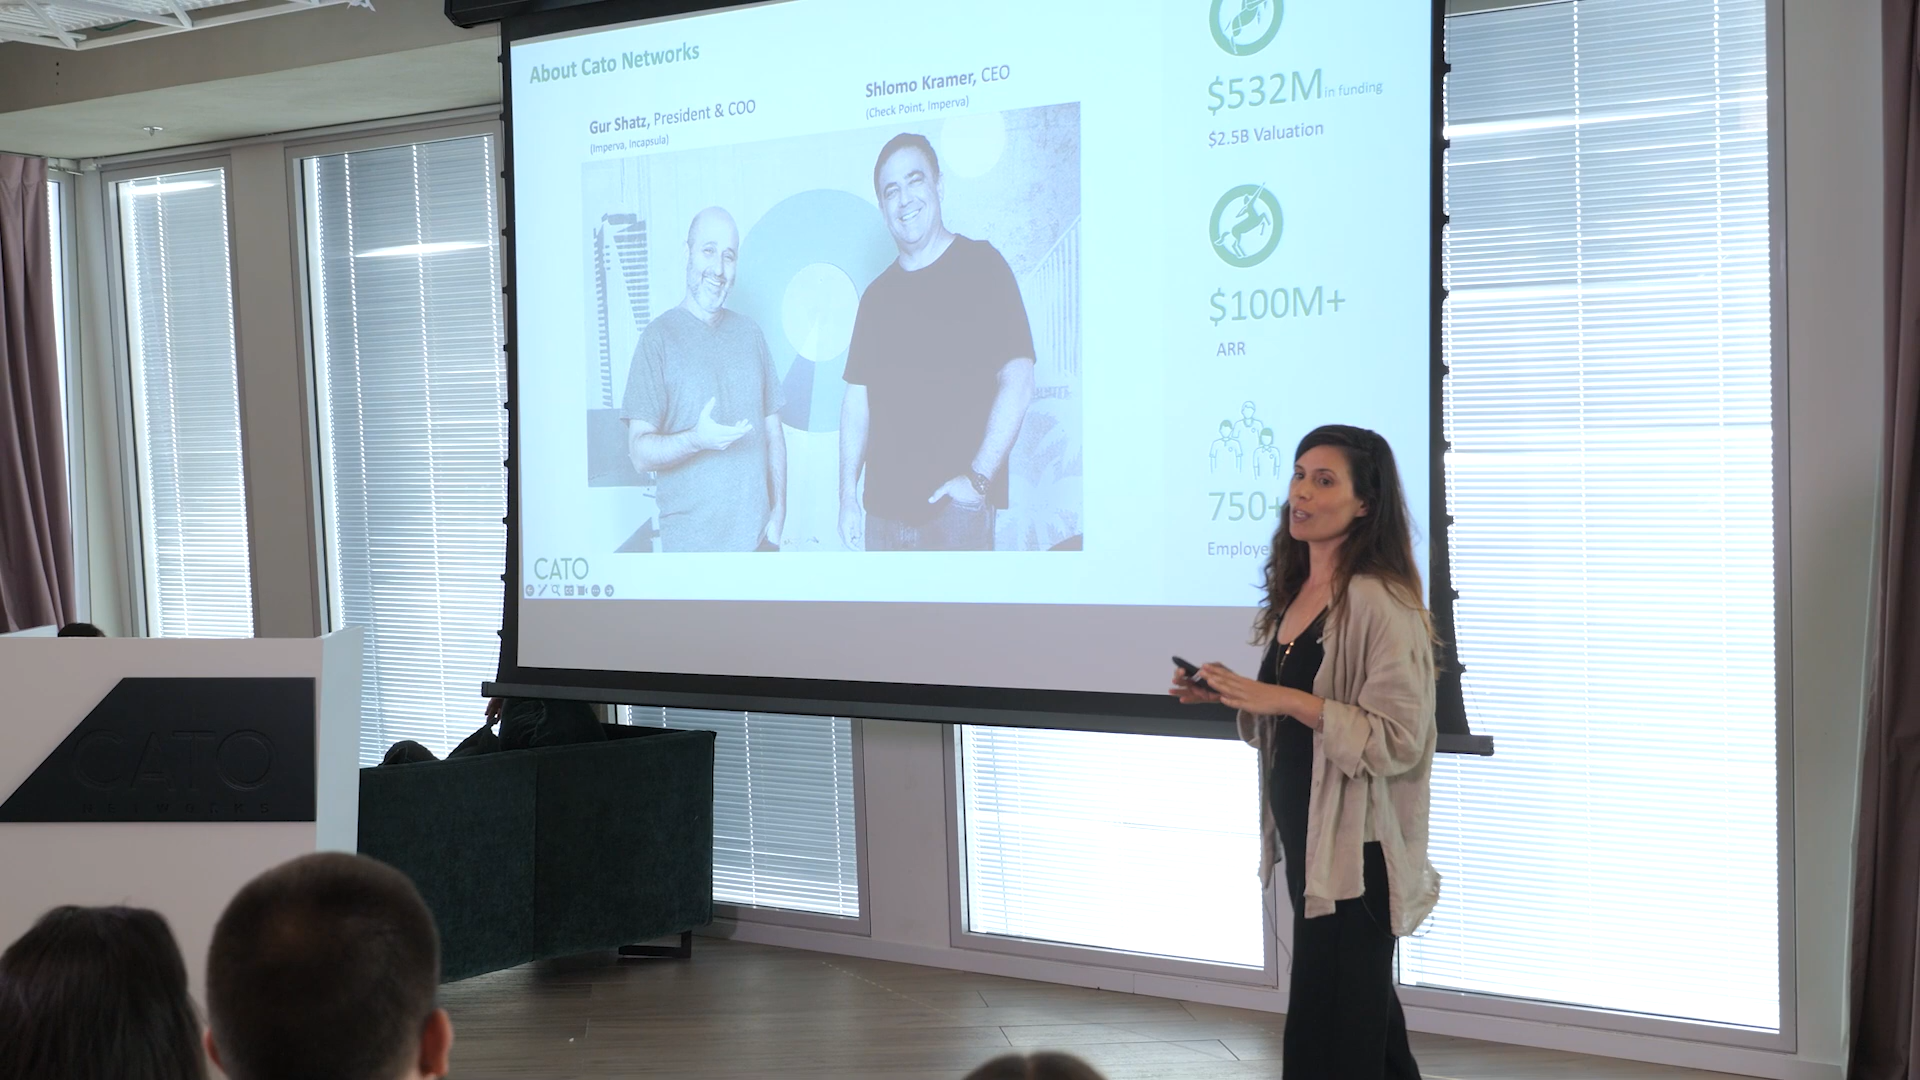 About Cato Networks
Gur Shatz, President & COO
(Imperva, Incapsula)
Shlomo Kramer, CEO
(Check Point, Imperva)
$532M in funding
$2.5B Valuation
$100M+
ARR
750+
Employe
CATO
CATO
NETWORKS